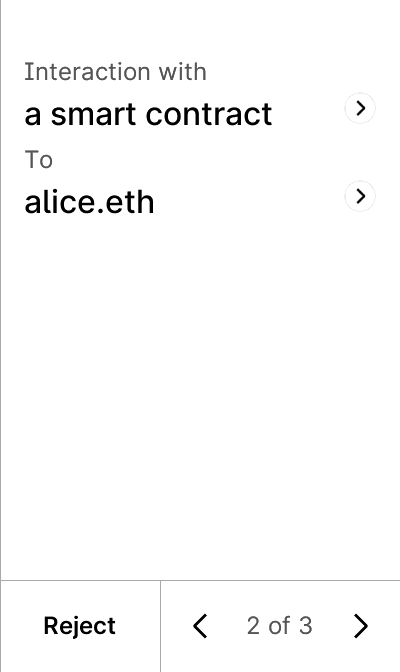 Interaction with
a smart contract
To
alice.eth
Reject
2 of 3